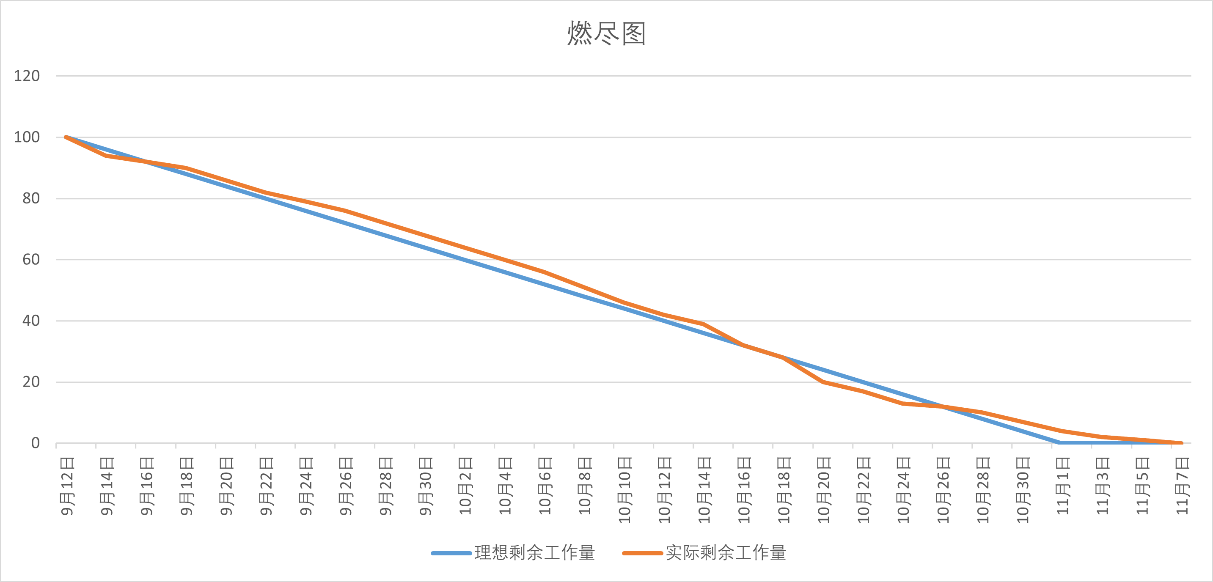 燃尽图
120
100
80
60
40
20
0
9月12日
9月14日
9月16日
9月18日
9月20日
9月22日
9月24日
9月26日
9月28日
9月30日
10月2日
10月4日
10月6日
10月8日
10月10日
10月12日
10月14日
10月16日
10月18日
10月20日
10月22日
10月24日
10月26日
10月28日
10月30日
11月1日
11月3日
11月5日
11月7日
理想剩余工作量 实际剩余工作量